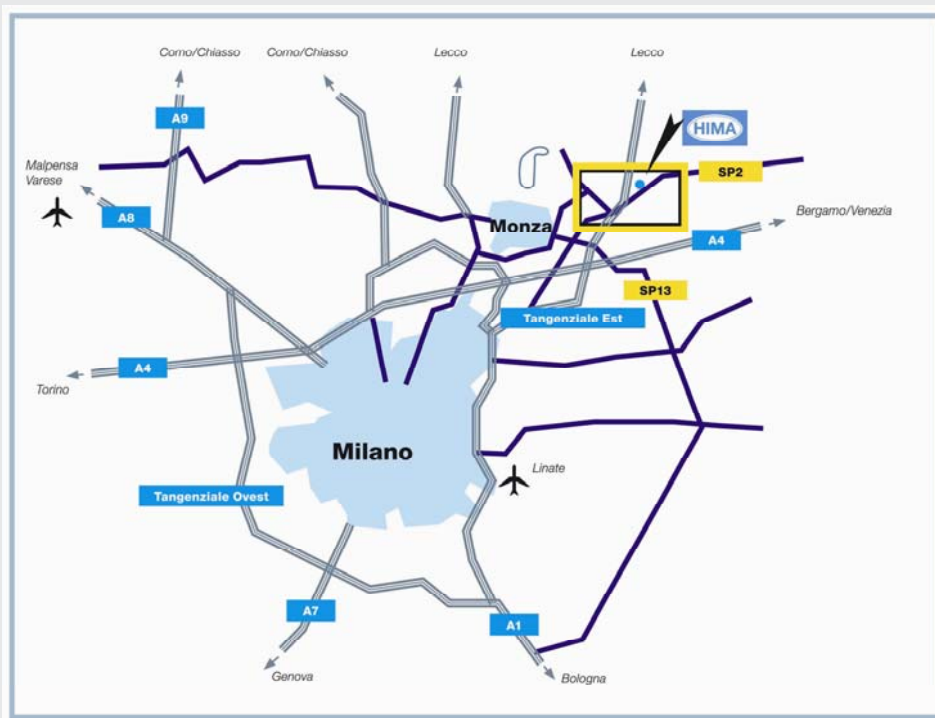 Como/Chiasso
Como/Chiasso
Lecco
Lecco
A9
HIMA
Malpensa
Varese
SP2
A8
Monza
Bergamo/Venezia
A4
SP13
Tangenziale Est
A4
Torino
Milano
Linate
Tangenziale Ovest
A7
A1
Genova
Bologna